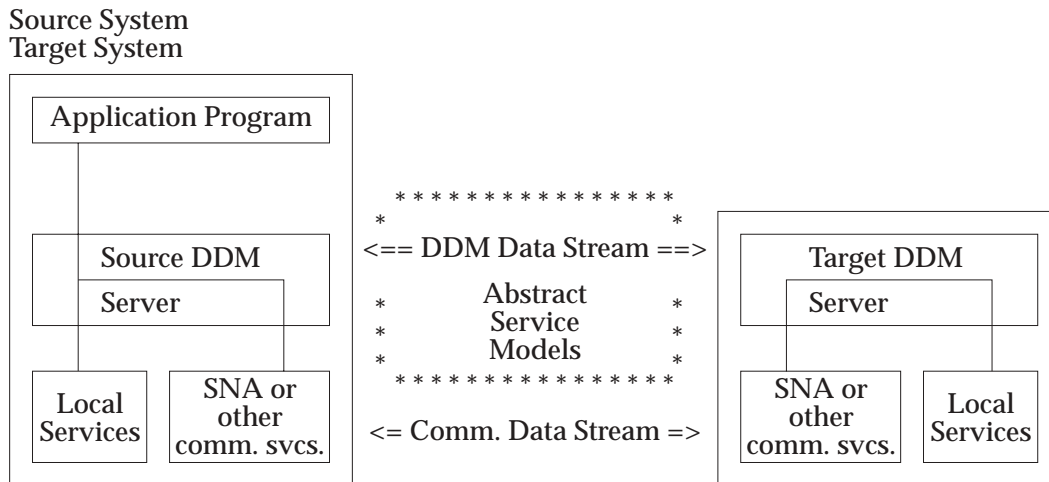 Source System
Target System
Application Program
* * * * * * * * * * * * * * * *
* *
Source DDM
Server
<== DDM Data Stream ==>
Target DDM
Server
* Abstract *
* Service *
* Models *
* * * * * * * * * * * * * * * *
Local
Services
SNA or
other
comm. svcs.
<= Comm. Data Stream =>
SNA or
other
comm. svcs.
Local
Services